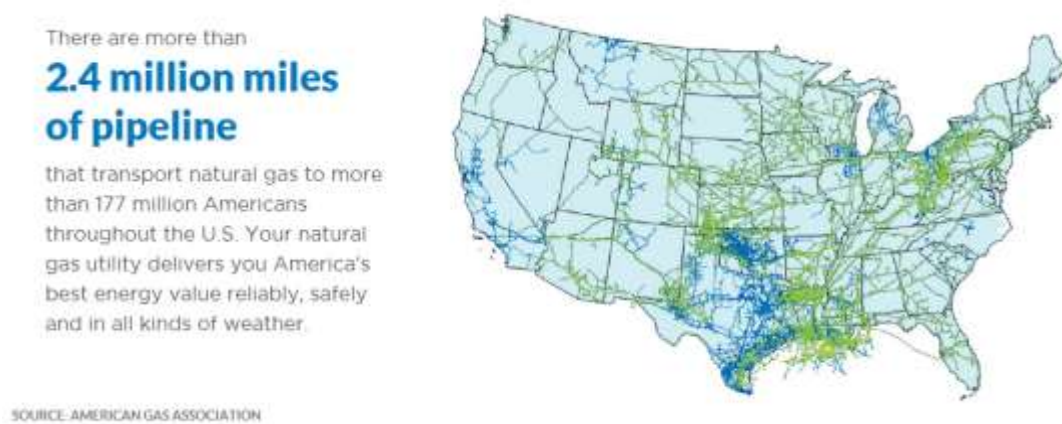 There are more than
2.4 million miles
of pipeline
that transport natural gas to more
than 177 million Americans
throughout the U.S. Your natural
gas utility delivers you America's
best energy value reliably, safely
and in all kinds of weather.
SOURCE: AMERICAN GAS ASSOCIATION